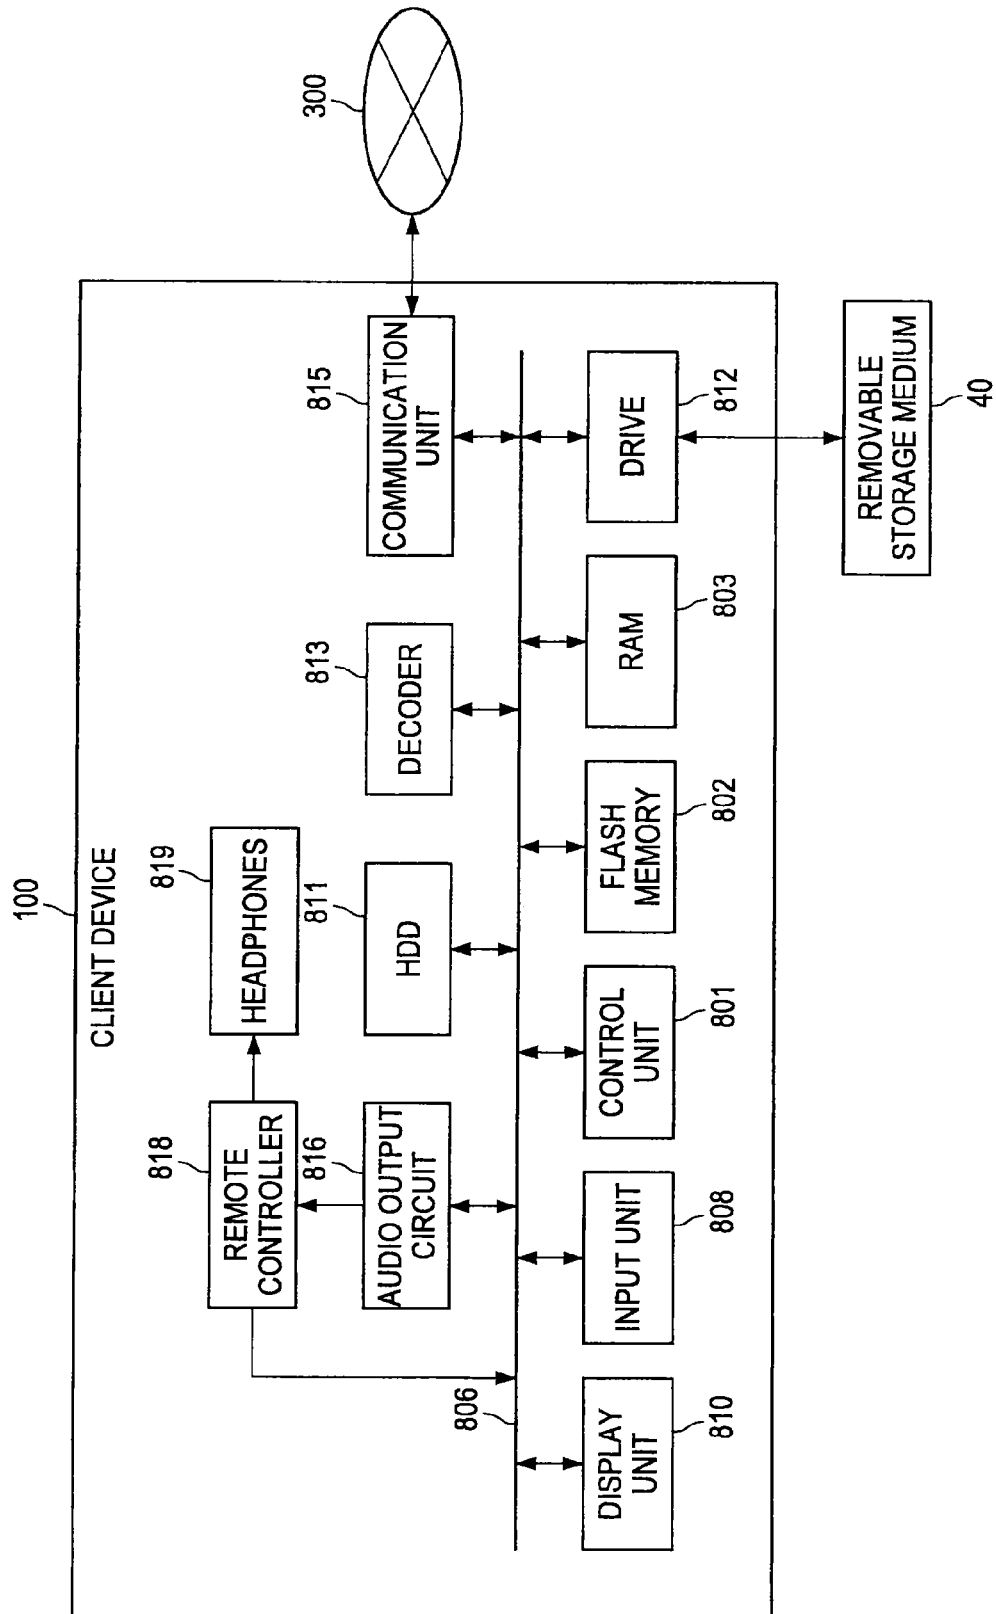 100
CLIENT DEVICE
818
REMOTE
CONTROLLER
819
HEADPHONES
816
AUDIO OUTPUT
CIRCUIT
811
HDD
813
DECODER
815
COMMUNICATION
UNIT
300
806
DISPLAY
UNIT
810
INPUT UNIT
808
CONTROL
UNIT
801
FLASH
MEMORY
802
RAM
803
DRIVE
812
REMOVABLE
STORAGE MEDIUM
40